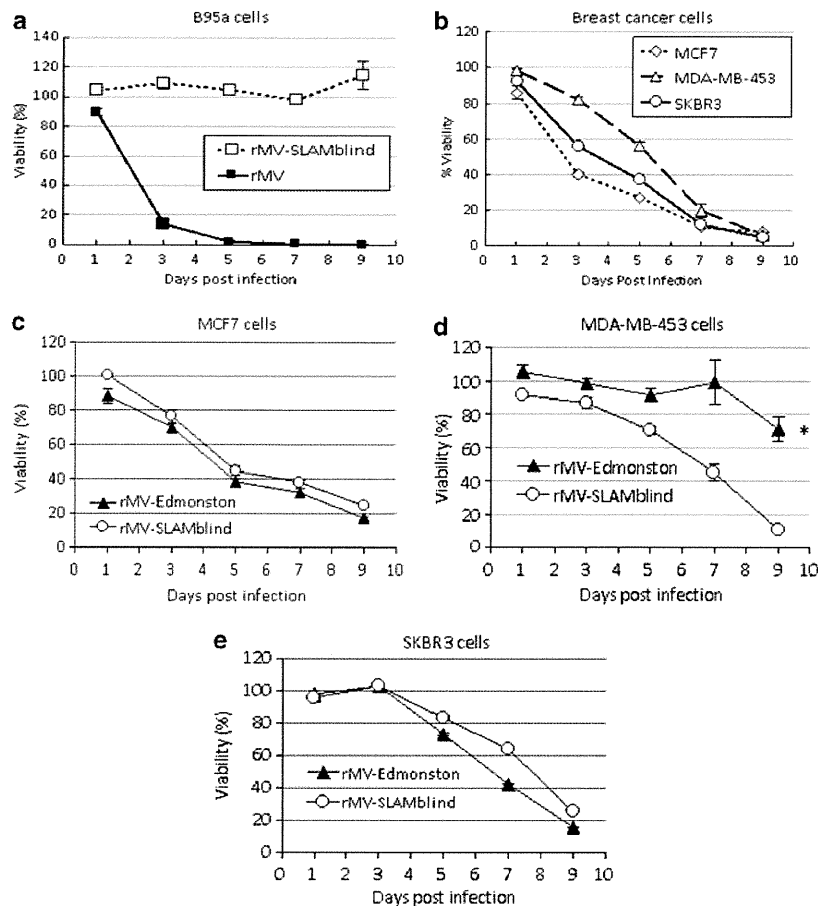 a
B95a cells
Viability (%)
140
120
100
80
60
40
20
0
rMV-SLAMblind
rMV
0 1 2 3 4 5 6 7 8 9 10
Days post infection
b
Breast cancer cells
% Viability
100
80
60
40
20
0
MCF7
MDA-MB-453
SKBR3
0 1 2 3 4 5 6 7 8 9 10
Days Post Infection
c
MCF7 cells
Viability (%)
120
100
80
60
40
20
0
rMV-Edmonston
rMV-SLAMblind
0 1 2 3 4 5 6 7 8 9 10
Days post infection
d
MDA-MB-453 cells
Viability (%)
120
100
80
60
40
20
0
*
rMV-Edmonston
rMV-SLAMblind
0 1 2 3 4 5 6 7 8 9 10
Days post infection
e
SKBR3 cells
Viability (%)
120
100
80
60
40
20
0
rMV-Edmonston
rMV-SLAMblind
0 1 2 3 4 5 6 7 8 9 10
Days post infection